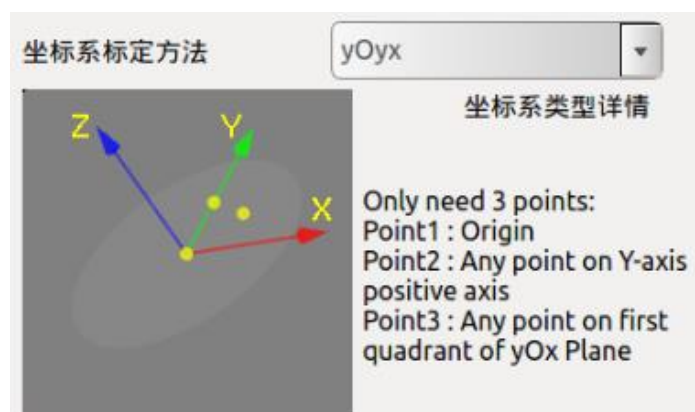 坐标系标定方法
yOyx
坐标系类型详情
Z
Y
X
Only need 3 points:
Point1 : Origin
Point2 : Any point on Y-axis
positive axis
Point3 : Any point on first
quadrant of yOx Plane